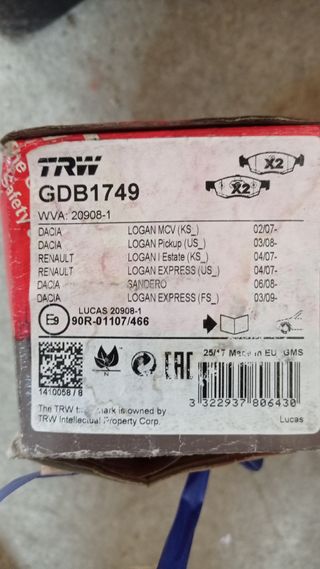 TRW
GDB1749
X2
X2
WVA: 20908-1
DACIA LOGAN MCV (KS_) 02/07-
DACIA LOGAN Pickup (US_) 03/08-
RENAULT LOGAN I Estate (KS_) 04/07-
RENAULT LOGAN EXPRESS (US_) 04/07-
DACIA SANDERO 06/08-
DACIA LOGAN EXPRESS (FS_) 03/09-
LUCAS 20908-1
E9 90R-01107/466
N
EAC
25/17 Made in EU GMS
1410058 / 8
3 322937 806430
The TRW trademark is owned by
TRW Intellectual Property Corp.
Lucas
the
Safety